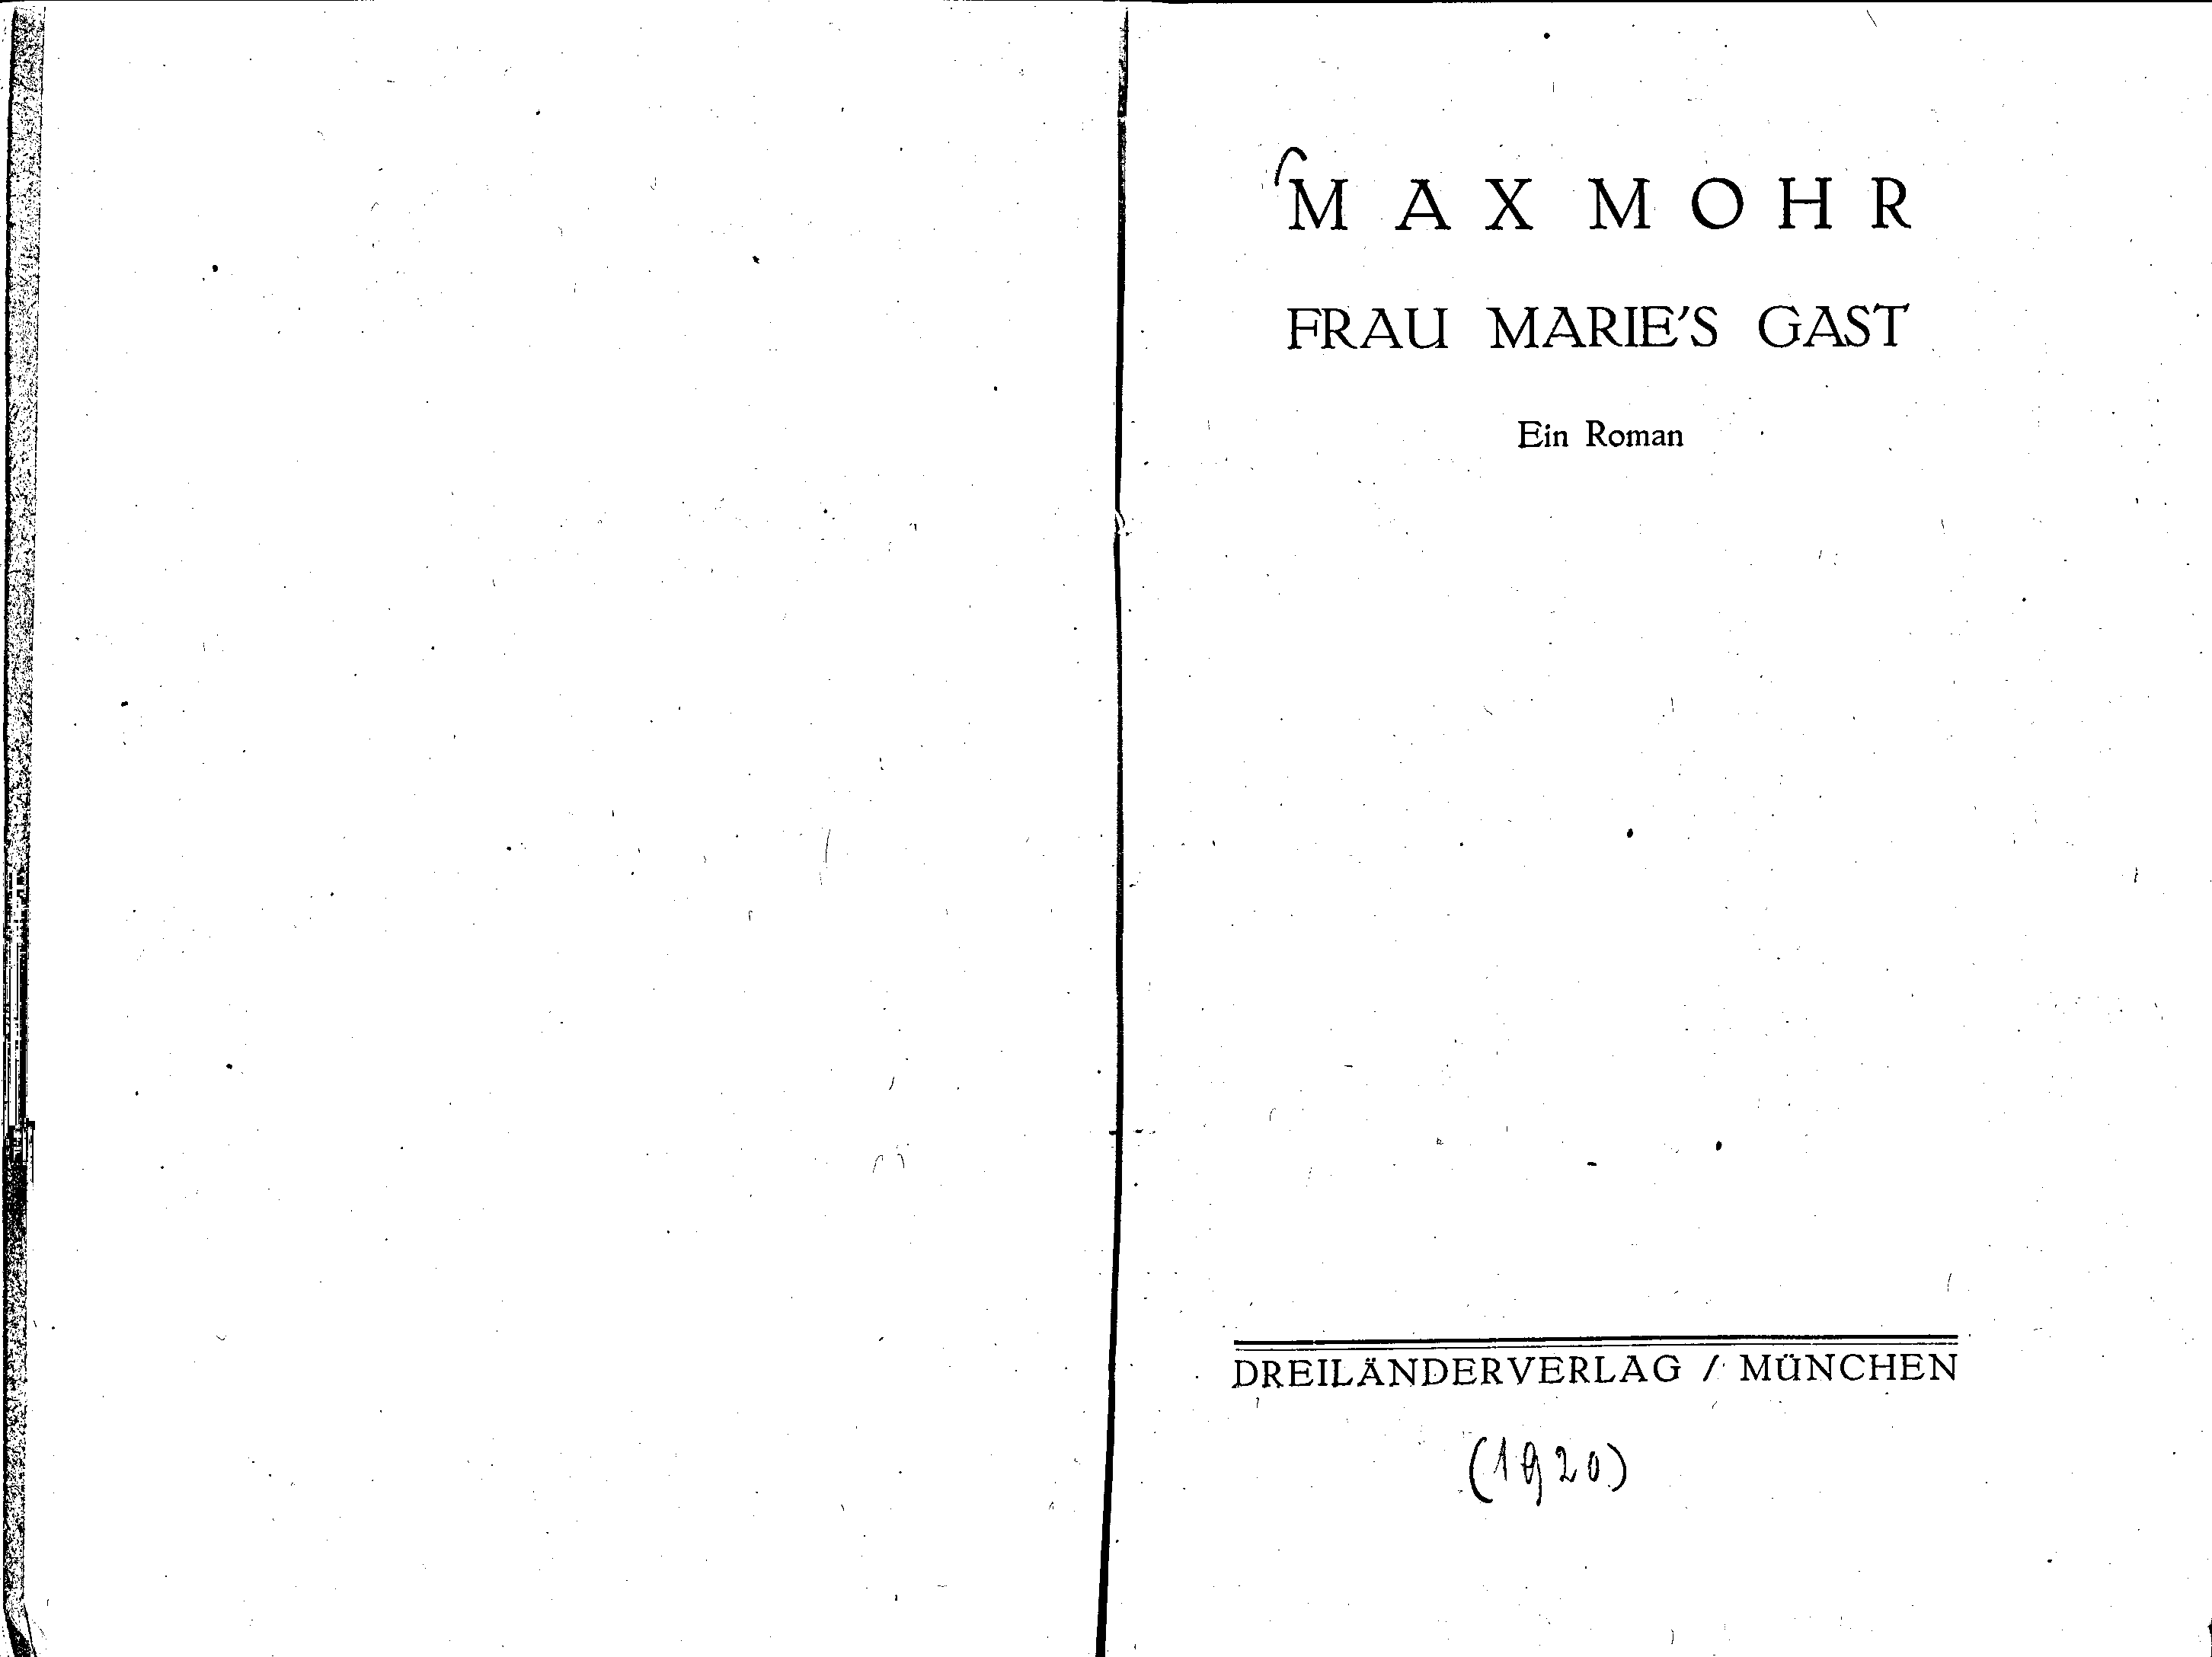 MAX MOHR
FRAU MARIE'S GAST
Ein Roman
DREILÄNDERVERLAG / MÜNCHEN
(1920)